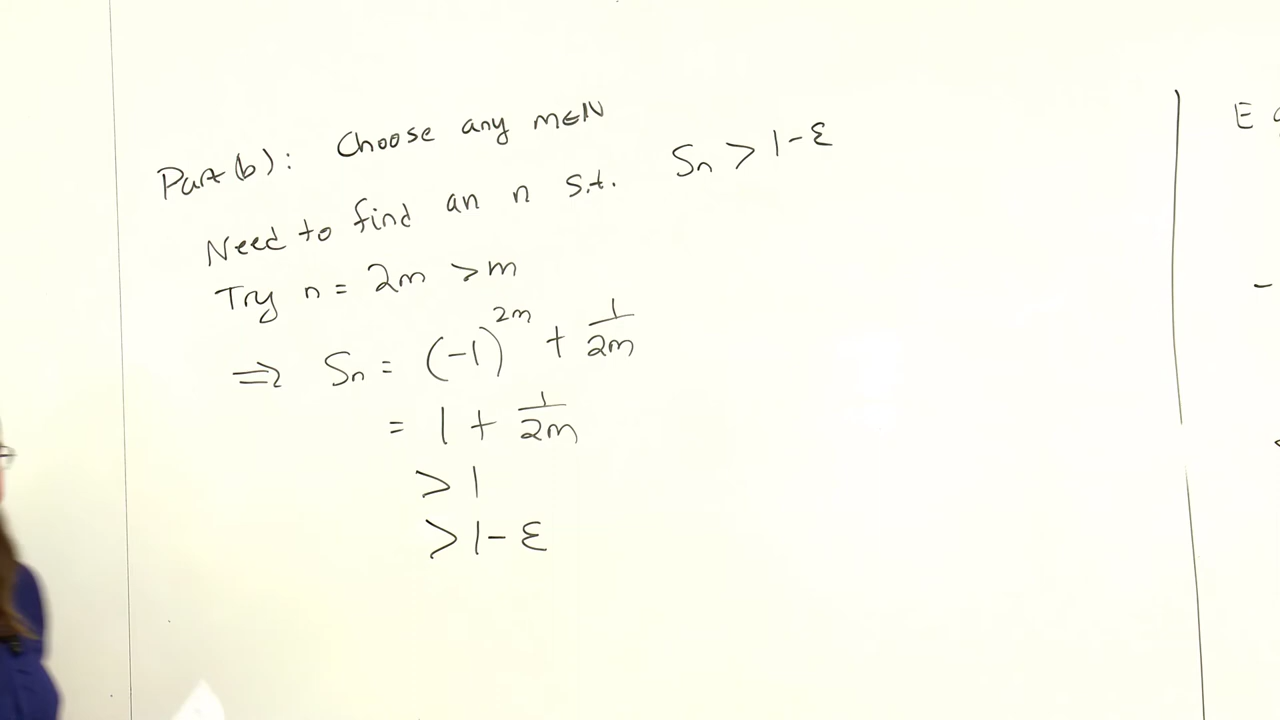 Part (b): Choose any m∈ℕ
Need to find an n s.t. Sn > 1-ε
Try n = 2m > m
⇒ Sn = (-1)^2m + 1/2m
= 1 + 1/2m
> 1
> 1-ε
E
-